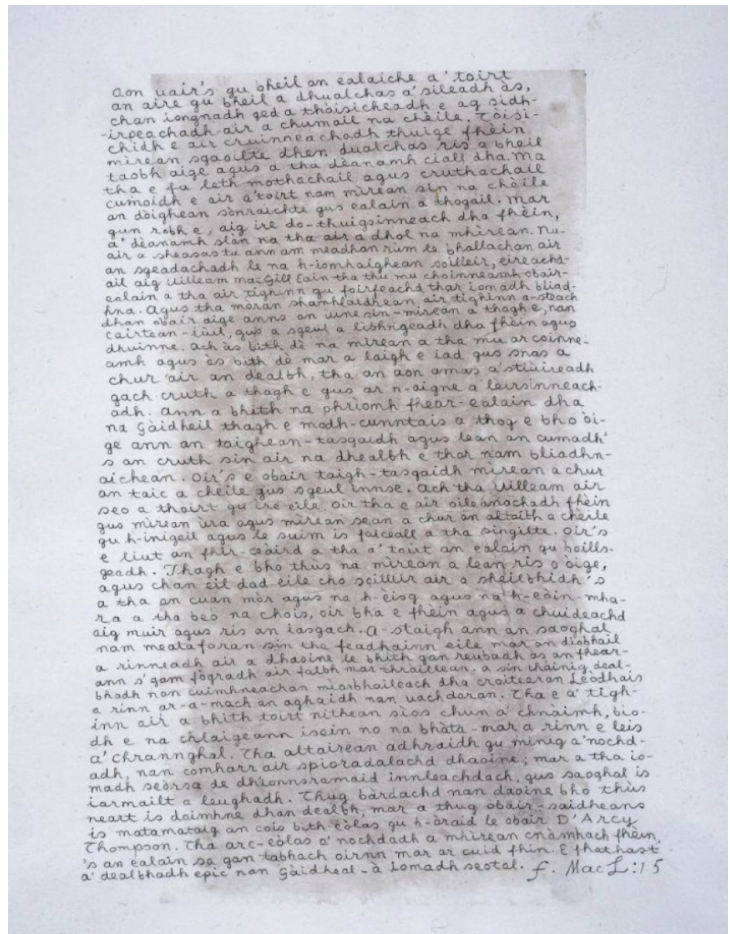 Aon uair's gu bheil an ealaiche a' toirt
an aire gu bheil a dhualchas a' sileadh às,
chan iongnadh ged a thòisicheadh e ag sidh-
-irpeachadh air a chumail na chèile. Tòisi-
chidh e air cruinneachadh thuige fhèin
mìrean sgaoilte dhen dualchas ris a bheil
taobh aige agus a tha dèanamh ciall dha. Ma
tha e fa leth mothachail agus cruthachail
cumoidh e air a' toirt nam mìrean sin na chèile
an dòighean sònraichte gus ealain a thogail. Mar
gun robh e, aig ìre do-thuigsinneach dha fhèin,
a' dèanamh slàn na tha air a dhol na mhìrean. Nu-
air a sheasas tu ann am meadhan rùm le bhallachan air
an sgeadachadh le na h-iomhaighean soilleir, eireachd-
ail aig Uilleam MacGill Eain tha thu mu choinneamh obair-
ealain a tha air tighinn gu foirfeachd thar iomadh bliad-
hna. Agus tha mòran shamhlaidhean, air tighinn a-steach
dhan obair aige anns an ùine sin - mìrean a thagh e, nan
cairtean-iùil, gus a sgeul a libhrigeadh dha fhèin agus
dhuinne. Ach às bith dè na mìrean a tha mu ar coinne-
amh agus às bith dè mar a laigh e iad gus snas a
chur air an dealbh, tha an aon amas a' stiùireadh
gach cruth a thagh e gus ar n-aigne a leirsinneach-
adh. Ann a bhith na phrìomh fhear-ealain dha
na Gàidheil thagh e modh-cunntais a thog e bho òi-
ge ann an taighean-tasgaidh agus lean an cumadh'
s an cruth sin air na dhealbh e thar nam bliadhn-
aichean. Oir's e obair taigh-tasgaidh mìrean a chur
an taic a chèile gus sgeul innse. Ach tha Uilleam air
seo a thoirt gu ìre eile. Oir tha e air oileanachadh fhèin
gus mìrean ùra agus mìrean sean a chur an altaibh a chèile
gu h-inigeil agus le suim is faiceall a tha singilte. Oir's
e liut an fhir-ceàird a tha a' toirt an ealain gu boills-
geadh. Thagh e bho thùs na mìrean a lean ris o òige,
agus chan eil dad eile cho soilleir air a sheilbhidh 's
a tha an cuan mòr agus na h-èisg agus na h-eòin-mha-
ra a tha beò na chois, oir bha e fhèin agus a chuideachd
aig muir agus ris an iasgach. A-staigh ann an saoghal
nam meataforan sin tha feadhainn eile mar an dìobhail
a rinneadh air a dhaoine le bhith gan reubadh às an fhear-
ann s' gam fògradh air falbh mar thràillean. A sin thàinig deal-
bhadh nan cuimhneachan mìorbhaileach dha croitearan Leòdhais
a rinn ar-a-mach an aghaidh nan uachdaran. Tha e a' tigh-
inn air a bhith toirt nithean sìos chun a' chnàimh, bio-
dh e na chlaigeann isein no na bhàta - mar a rinn e leis
a' Chrannghal. Tha altairean adhraidh gu minig a' nochd-
adh, nan comharr air spioradalachd dhaoine; mar a tha io-
madh seòrsa de dh'ionnsramaid innleachdach, gus saoghal is
iarmailt a leughadh. Thug bàrdachd nan daoine bho thùs
neart is doimhne dhan dealbh, mar a thug obair-saidheans
is matamataig an cois bith-eòlas gu h-àraid le obair D'Arcy
Thompson. Tha arc-eòlas a' nochdadh a mhìrean cnàmhach fhèin,
's an ealain sa gan tabhach oirnn mar ar cuid fhìn. E fhathast
a' dealbhadh epic nan Gàidheal - à iomadh seotal. f. MacL: 15